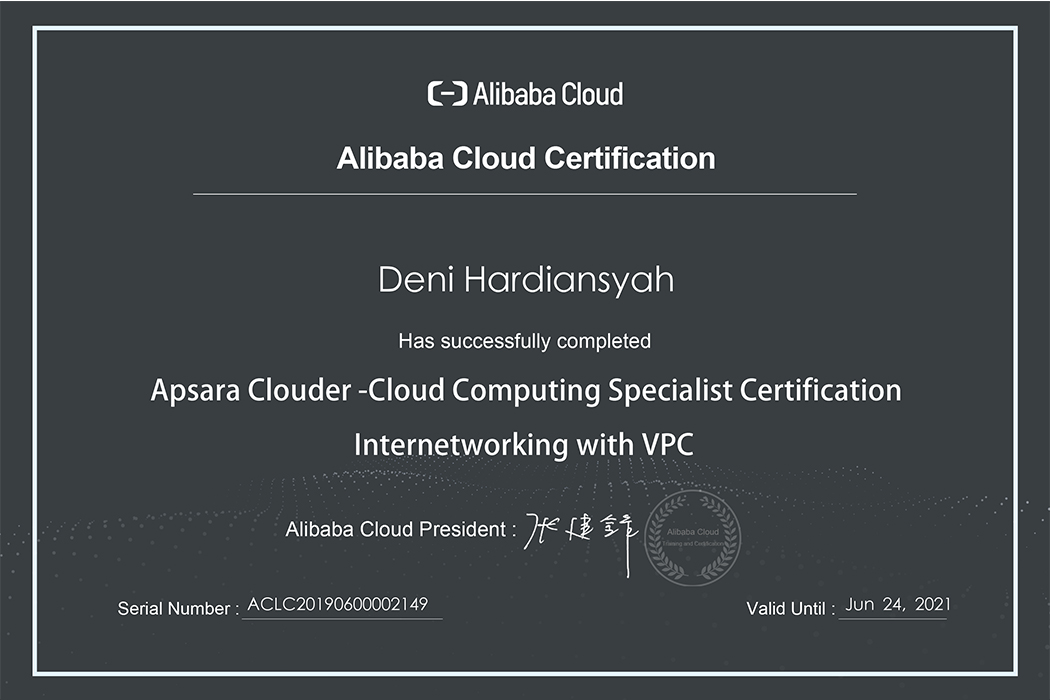 Alibaba Cloud
Alibaba Cloud Certification
Deni Hardiansyah
Has successfully completed
Apsara Clouder -Cloud Computing Specialist Certification
Internetworking with VPC
Alibaba Cloud President : 张建锋
Alibaba Cloud
Training and Certification
Serial Number : ACLC20190600002149
Valid Until : Jun 24, 2021